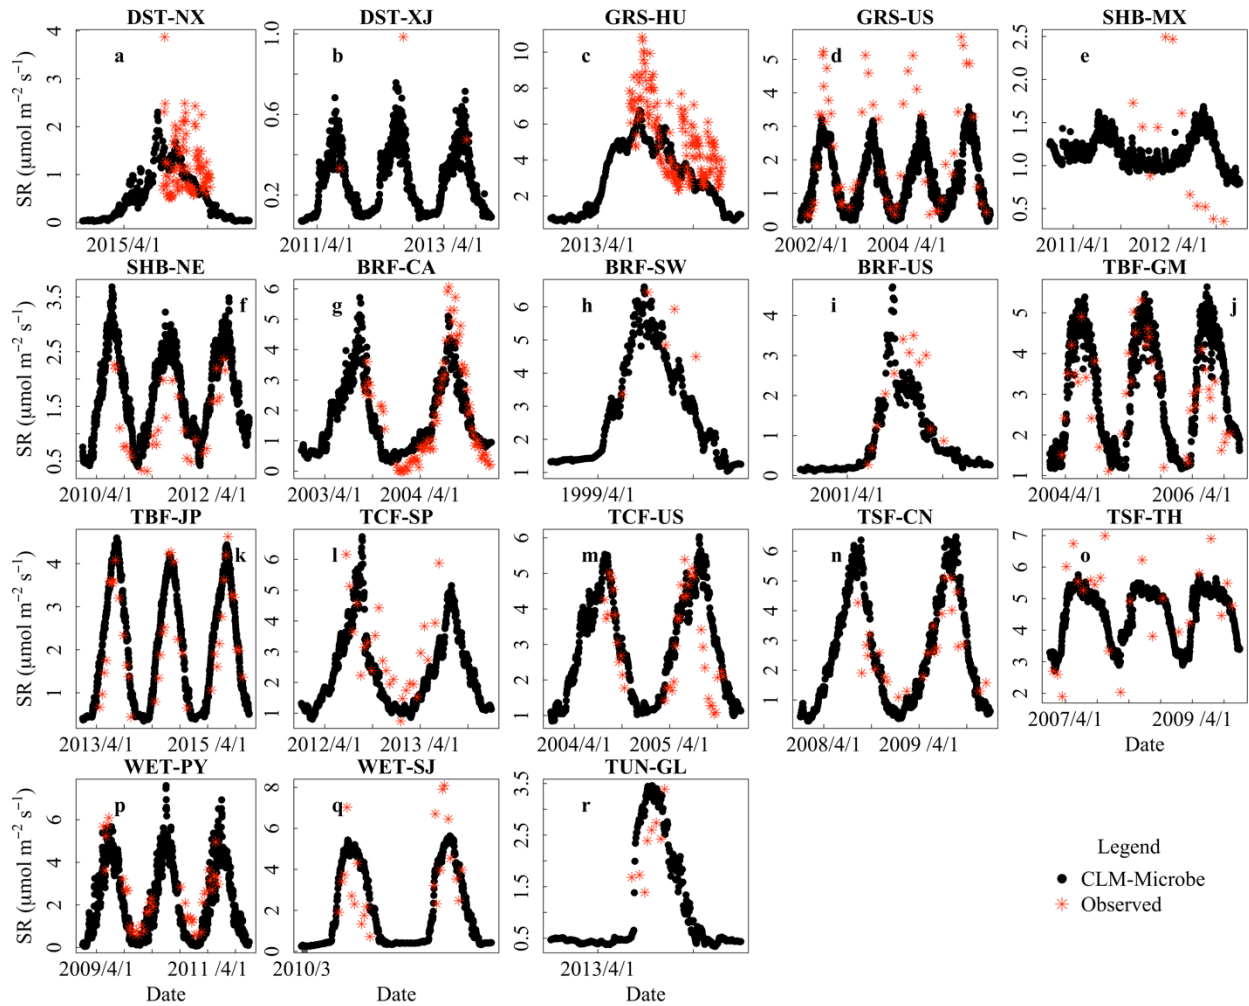 DST-NX DST-XJ GRS-HU GRS-US SHB-MX
SR (μmol m⁻² s⁻¹)
0 1 2 3 4
a
2015/4/1
0.2 0.6 1.0
b
2011/4/1 2013 /4/1
2 4 6 8 10
c
2013/4/1
0 1 2 3 4 5
d
2002/4/1 2004 /4/1
0.5 1.0 1.5 2.0 2.5
e
2011/4/1 2012 /4/1
SHB-NE BRF-CA BRF-SW BRF-US TBF-GM
SR (μmol m⁻² s⁻¹)
0.5 1.5 2.5 3.5
f
2010/4/1 2012 /4/1
0 1 2 3 4 5 6
g
2003/4/1 2004 /4/1
1 2 3 4 5 6
h
1999/4/1
0 1 2 3 4
i
2001/4/1
1 2 3 4 5
j
2004/4/1 2006 /4/1
TBF-JP TCF-SP TCF-US TSF-CN TSF-TH
SR (μmol m⁻² s⁻¹)
1 2 3 4
k
2013/4/1 2015 /4/1
1 2 3 4 5 6
l
2012/4/1 2013 /4/1
1 2 3 4 5 6
m
2004/4/1 2005 /4/1
0 1 2 3 4 5 6
n
2008/4/1 2009 /4/1
2 3 4 5 6 7
o
2007/4/1 2009 /4/1
Date
WET-PY WET-SJ TUN-GL
SR (μmol m⁻² s⁻¹)
0 2 4 6
p
2009/4/1 2011 /4/1
Date
0 2 4 6 8
q
2010/3
Date
0.5 1.5 2.5 3.5
r
2013/4/1
Date
Legend
CLM-Microbe
Observed